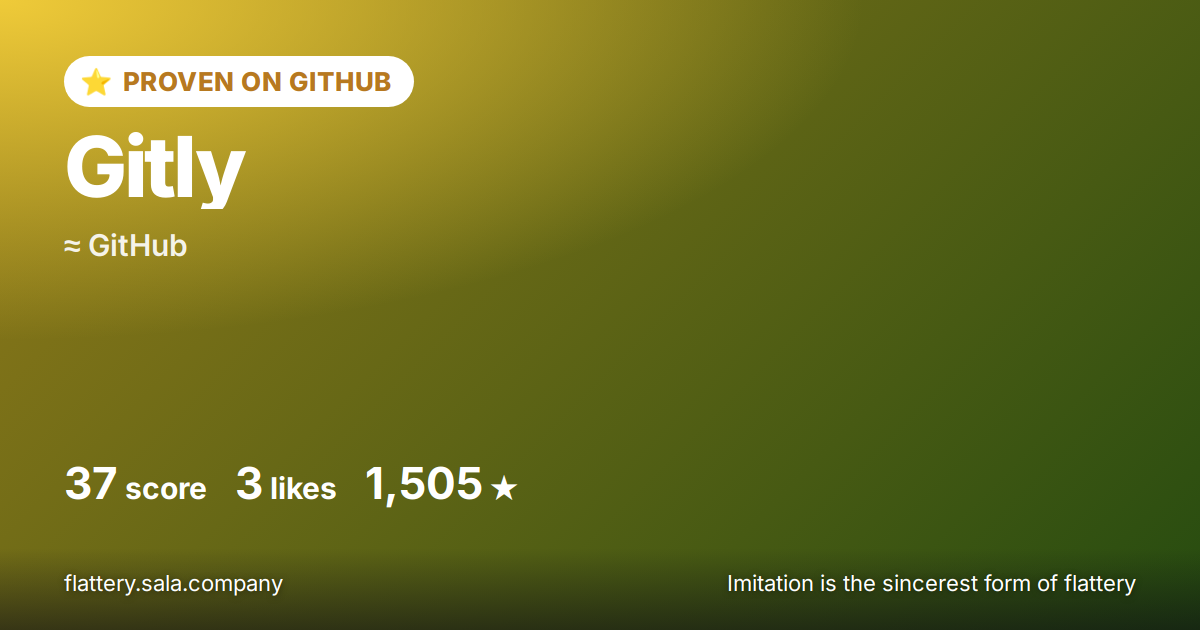 ⭐ PROVEN ON GITHUB
Gitly
≈ GitHub
37 score 3 likes 1,505 ★
flattery.sala.company
Imitation is the sincerest form of flattery